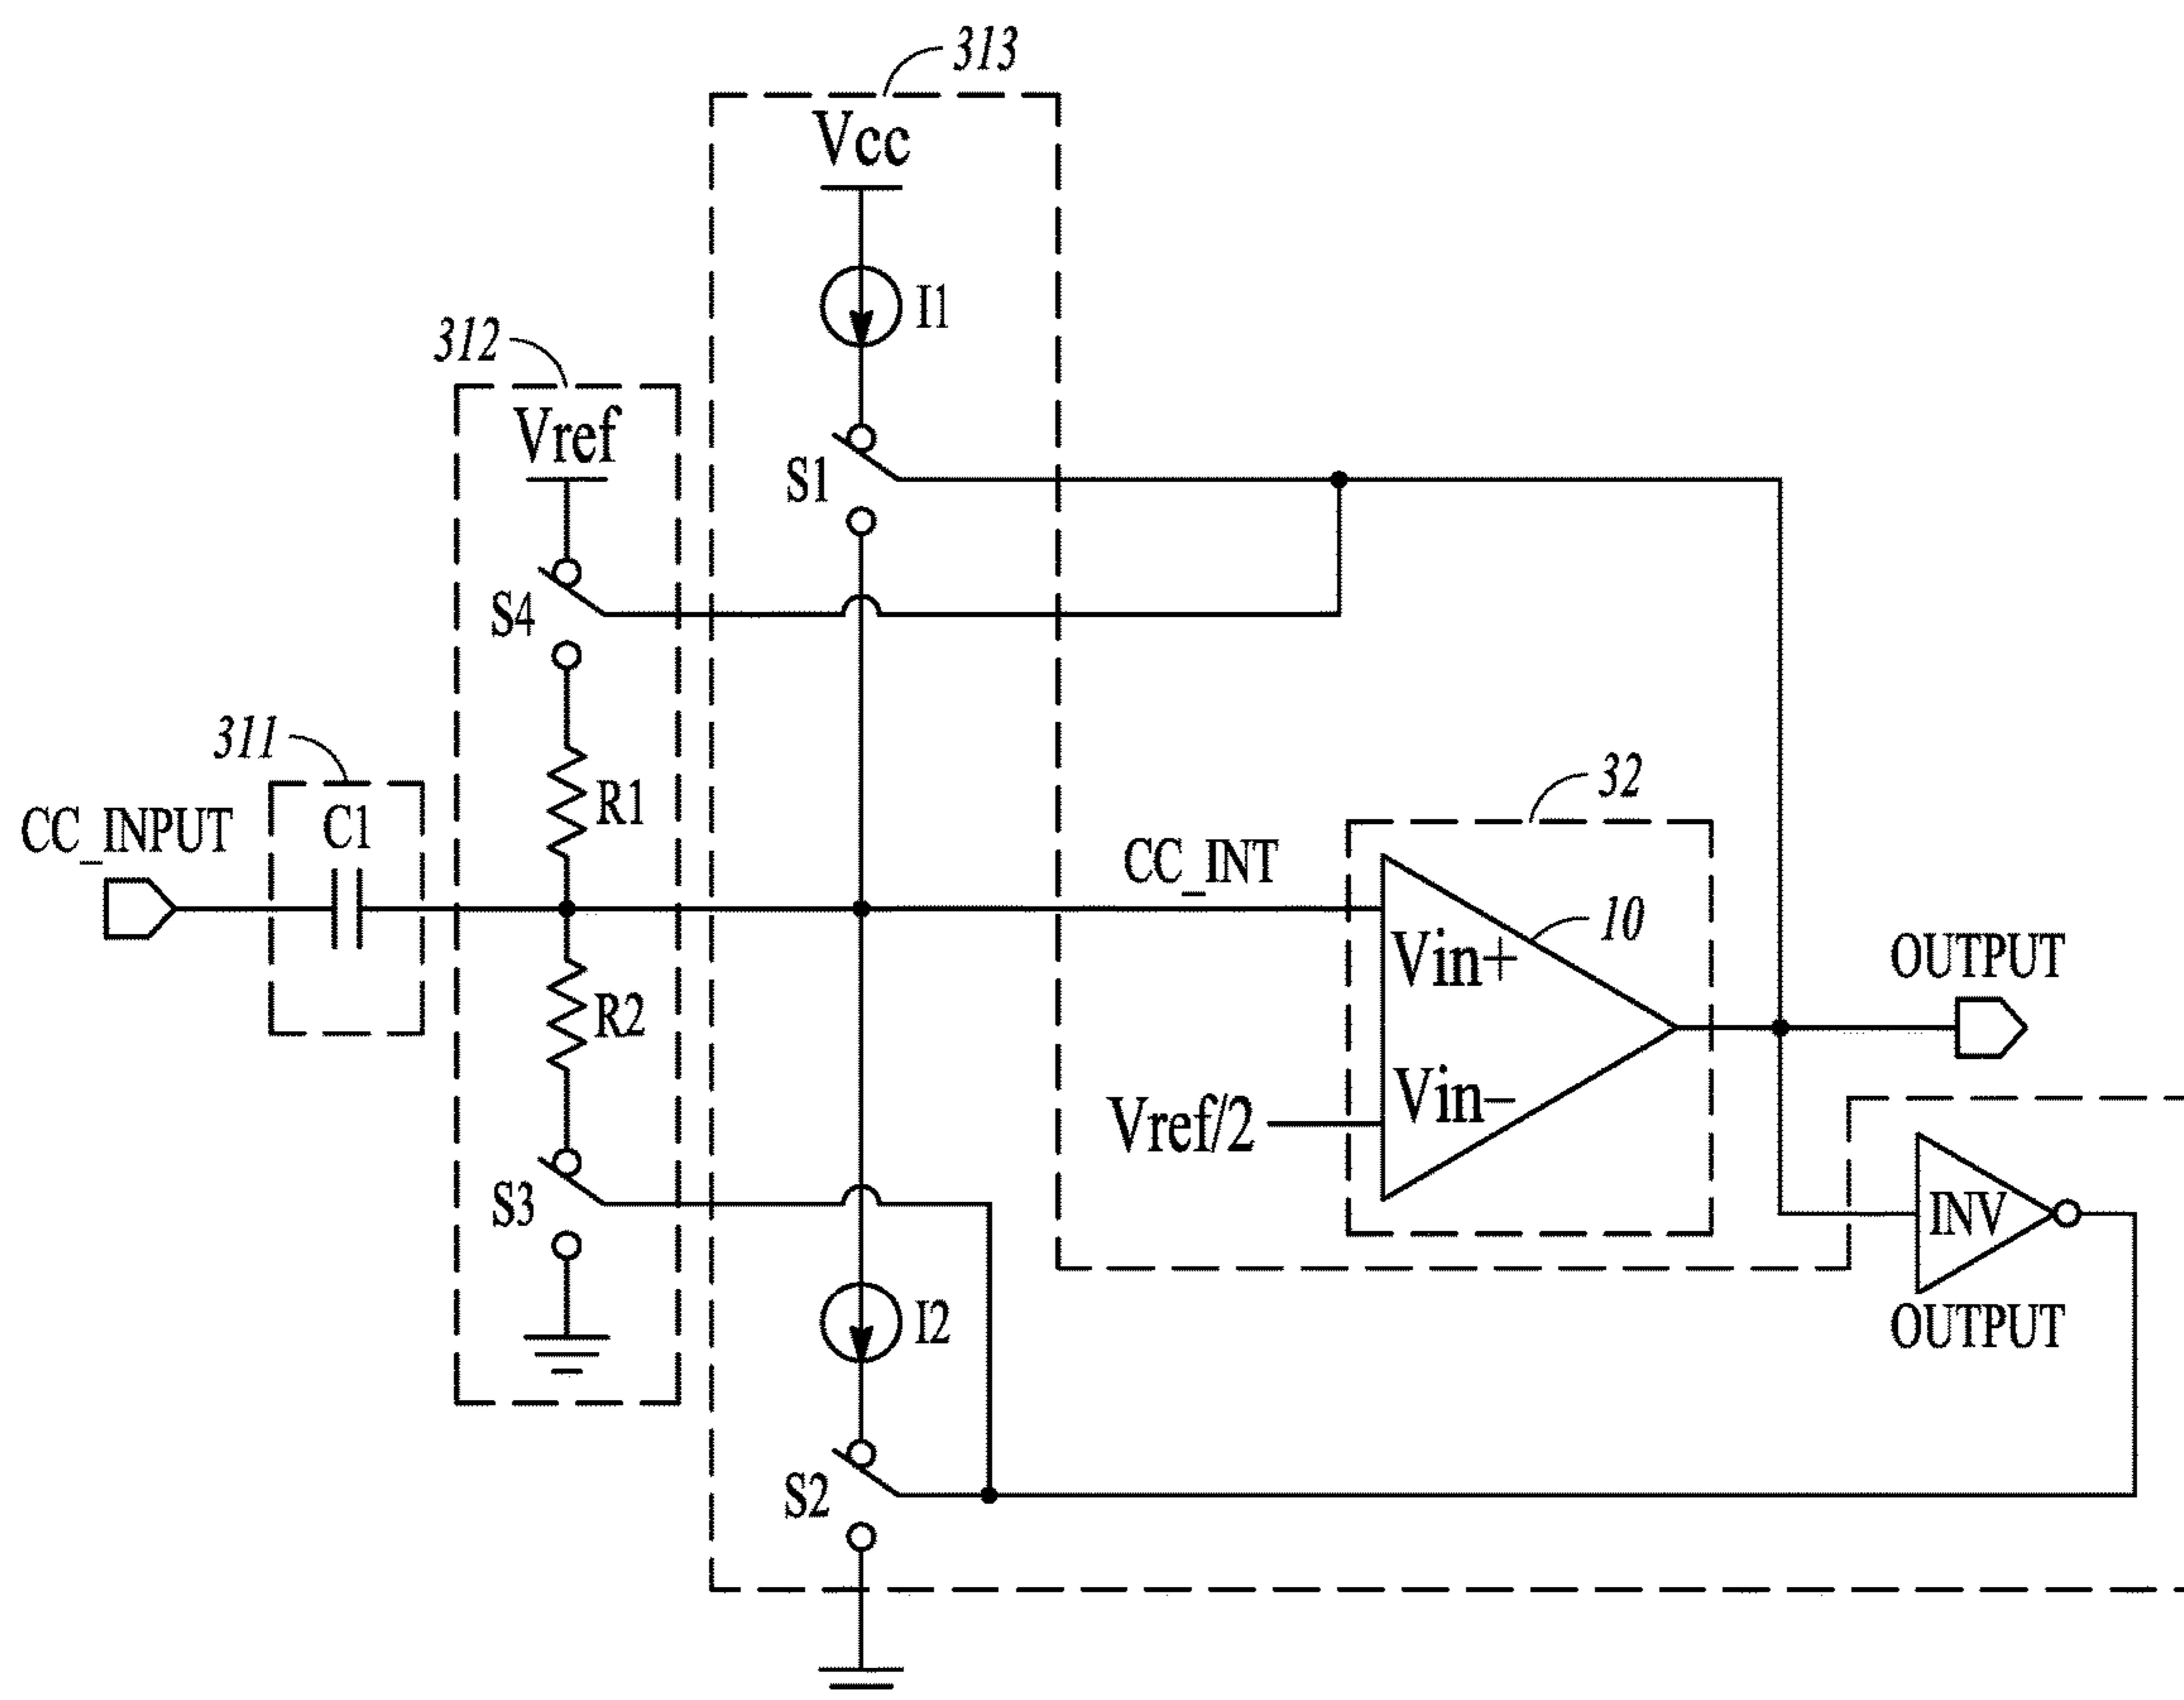 313
Vcc
I1
312
Vref
S1
S4
311
C1
R1
32
CC_INPUT
CC_INT
10
Vin+
OUTPUT
R2
Vin−
Vref/2
S3
INV
I2
OUTPUT
S2